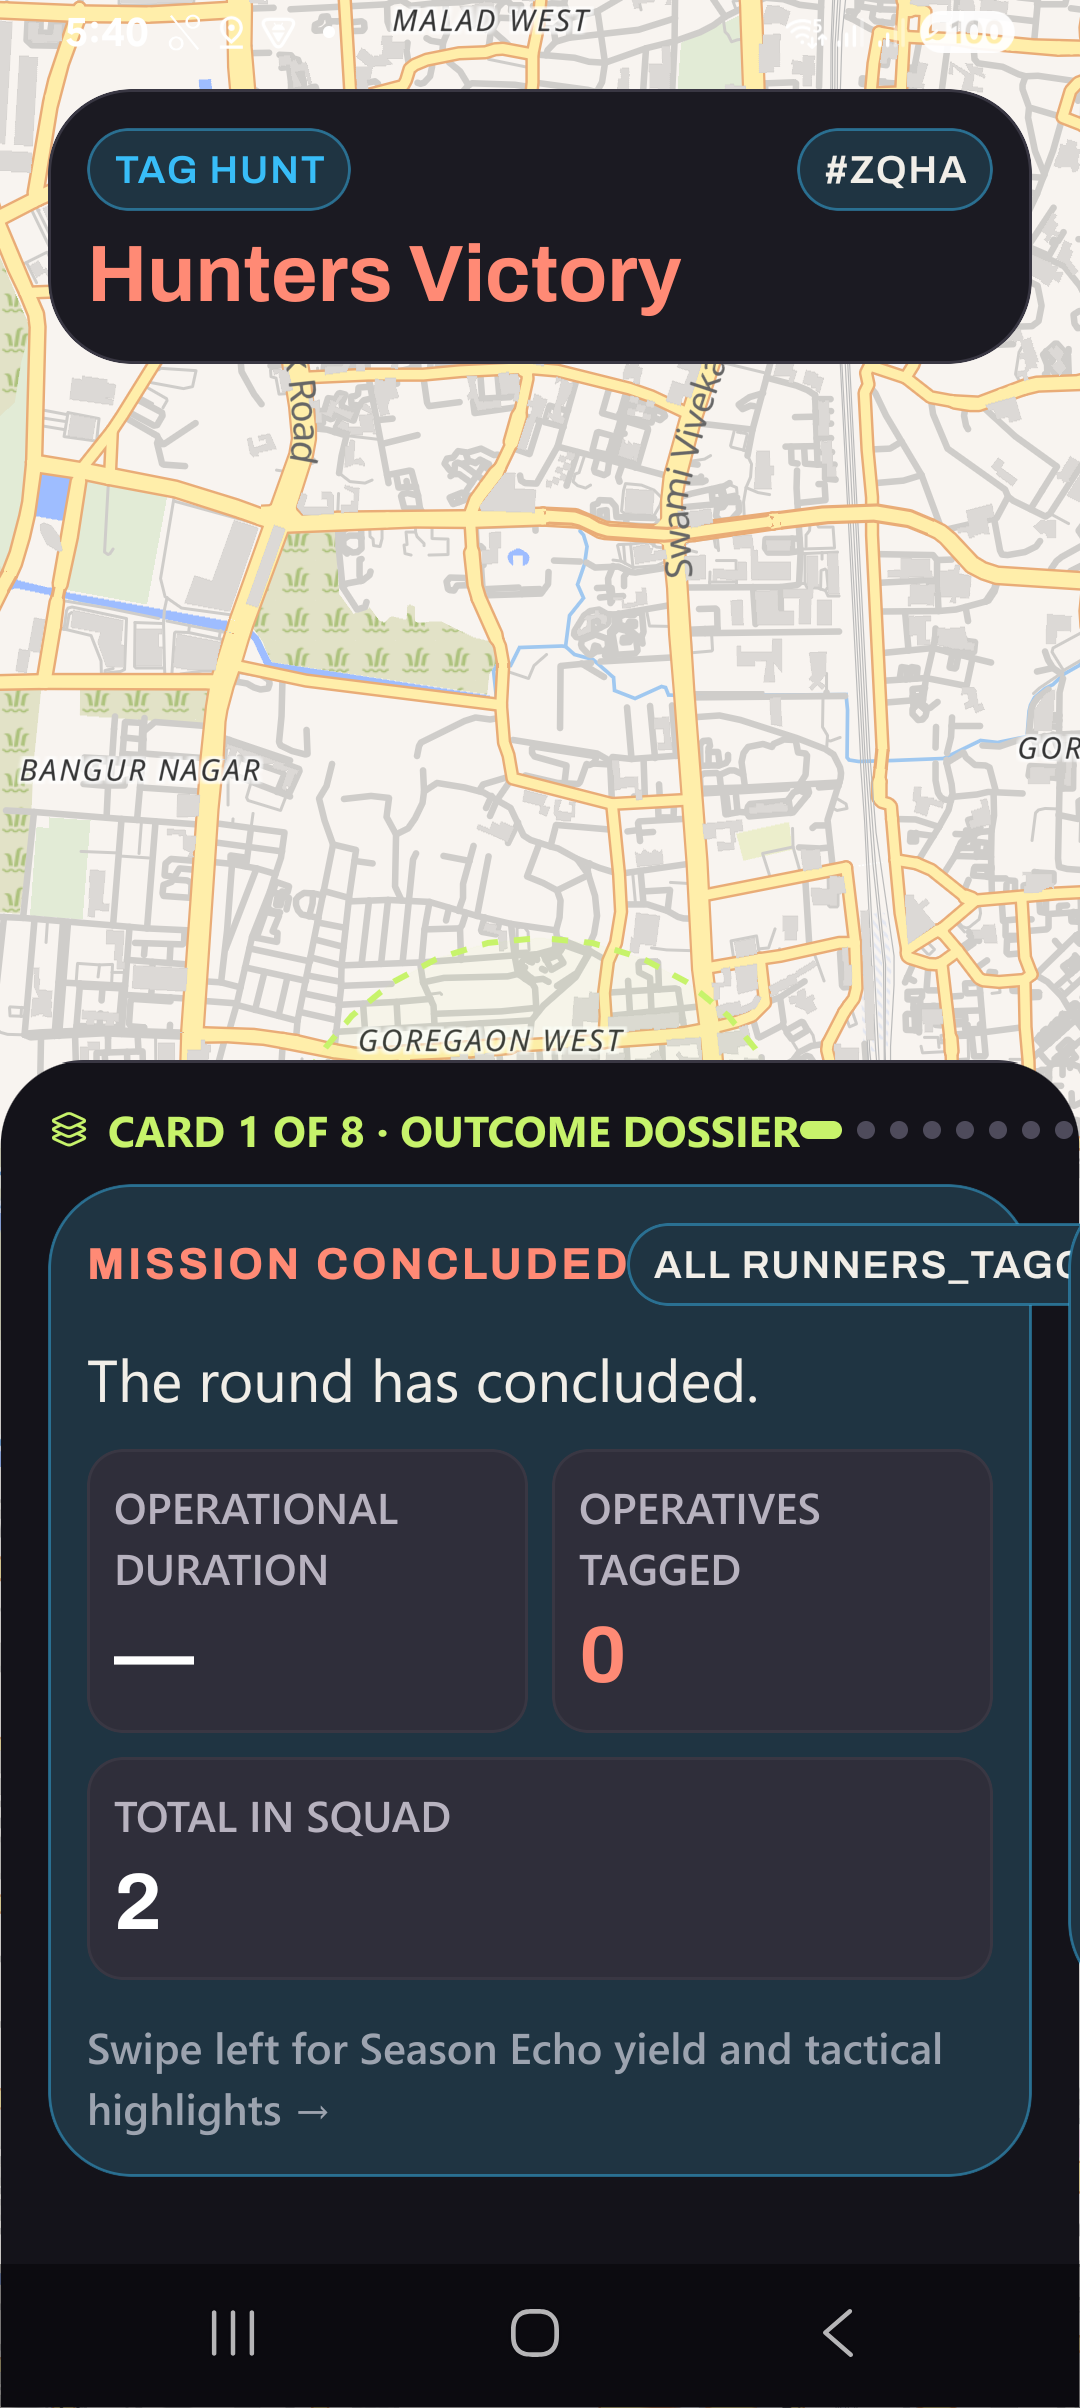 MALAD WEST
5:40
5
100
TAG HUNT
#ZQHA
Hunters Victory
Road
Swami Viveka
BANGUR NAGAR
GOR
GOREGAON WEST
CARD 1 OF 8 · OUTCOME DOSSIER
MISSION CONCLUDED
ALL RUNNERS_TAGG
The round has concluded.
OPERATIONAL
DURATION
—
OPERATIVES
TAGGED
0
TOTAL IN SQUAD
2
Swipe left for Season Echo yield and tactical
highlights →